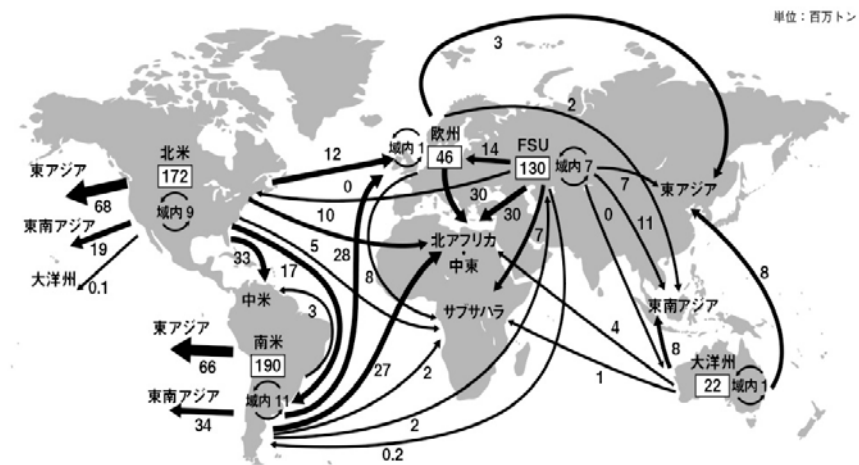 単位：百万トン
3
2
北米
172
域内 9
東アジア
68
東南アジア
19
大洋州
0.1
12
0
10
5
33
17
28
8
域内 1
欧州
46
14
FSU
130
域内 7
30
30
7
7
0
11
東アジア
北アフリカ
・
中東
サブサハラ
中米
3
東南アジア
8
8
4
1
大洋州
22
域内 1
東アジア
66
南米
190
域内 11
東南アジア
34
27
2
2
0.2